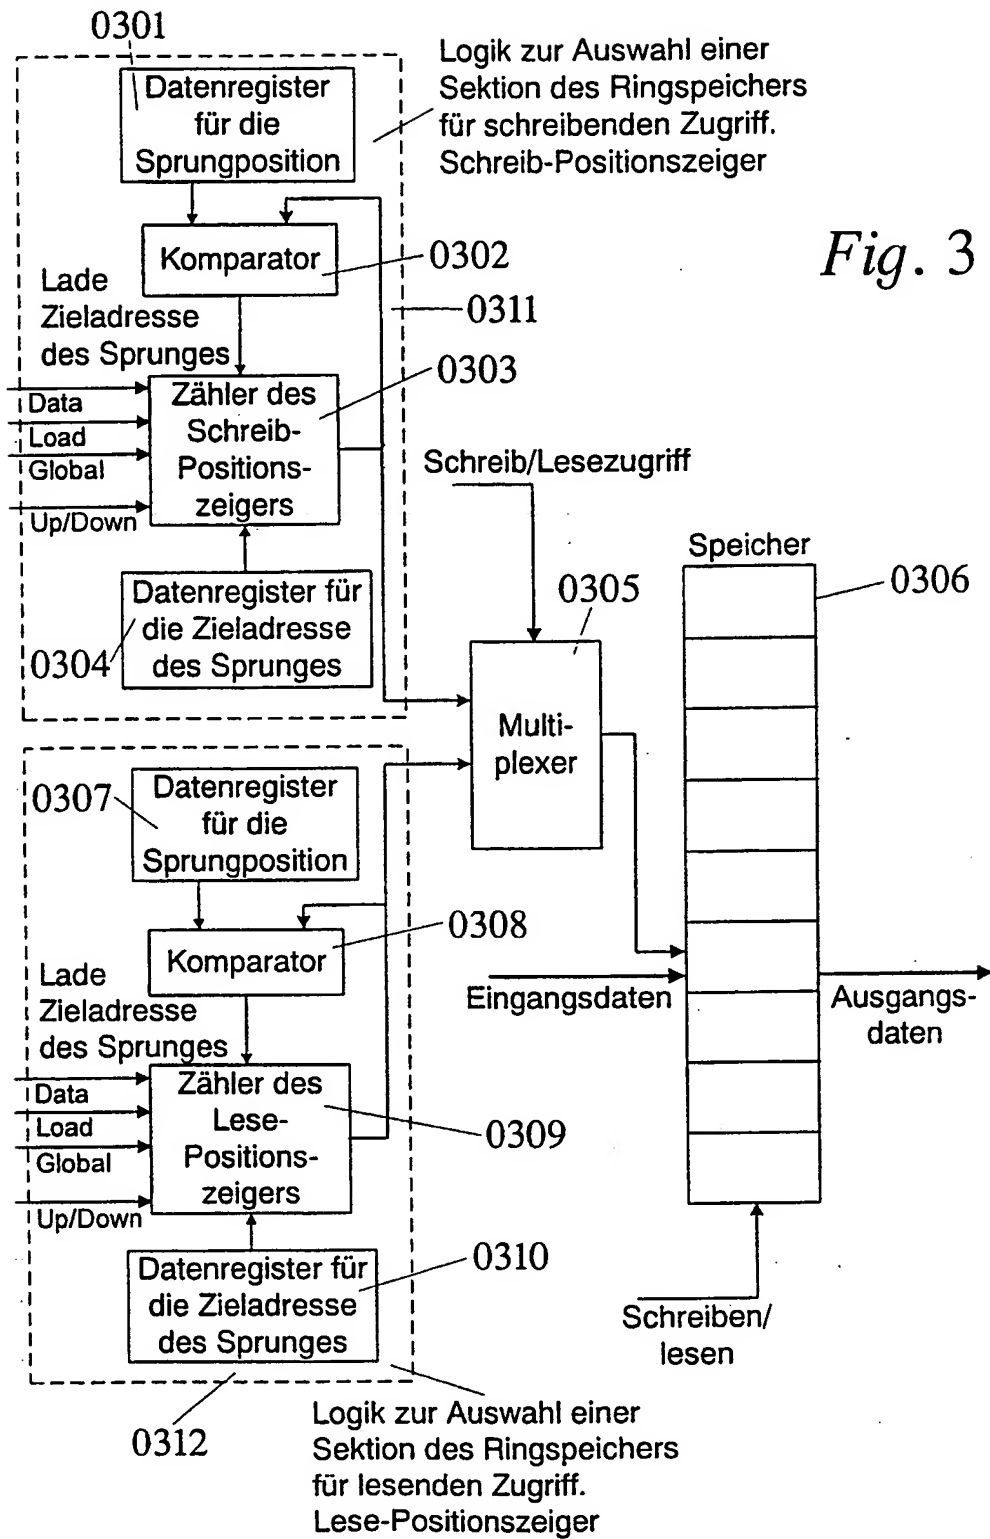 0301
Datenregister
für die
Sprungposition
Logik zur Auswahl einer
Sektion des Ringspeichers
für schreibenden Zugriff.
Schreib-Positionszeiger
Fig. 3
Komparator
0302
0311
Lade
Zieladresse
des Sprunges
0303
Data
Load
Global
Up/Down
Zähler des
Schreib-
Positions-
zeigers
Datenregister für
die Zieladresse
des Sprunges
0304
Schreib/Lesezugriff
0305
Multi-
plexer
Speicher
0306
0307
Datenregister
für die
Sprungposition
Komparator
0308
Lade
Zieladresse
des Sprunges
Data
Load
Global
Up/Down
Zähler des
Lese-
Positions-
zeigers
0309
Eingangsdaten
Ausgangs-
daten
Datenregister für
die Zieladresse
des Sprunges
0310
Schreiben/
lesen
0312
Logik zur Auswahl einer
Sektion des Ringspeichers
für lesenden Zugriff.
Lese-Positionszeiger